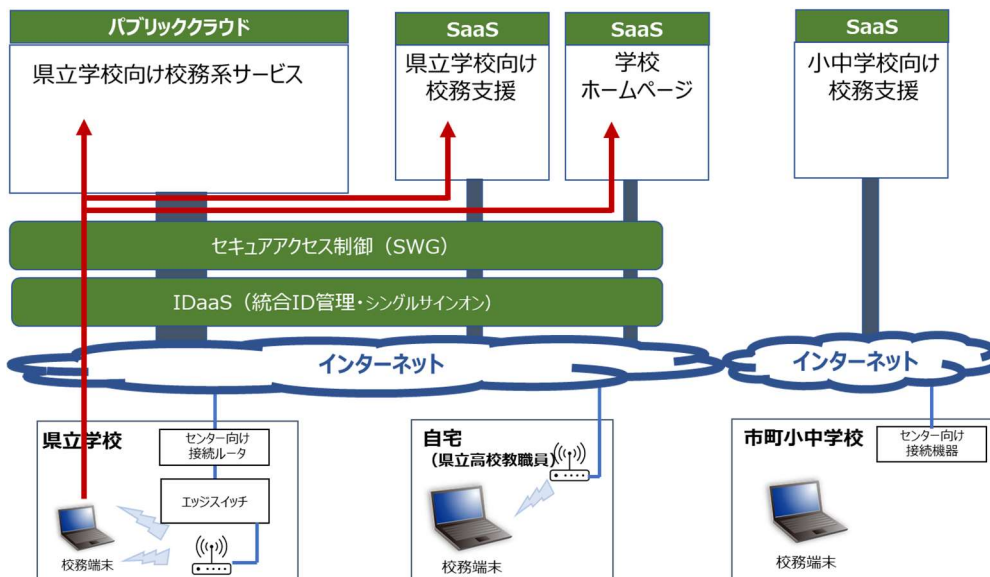 パブリッククラウド
県立学校向け校務系サービス
SaaS
県立学校向け
校務支援
SaaS
学校
ホームページ
SaaS
小中学校向け
校務支援
セキュアアクセス制御（SWG）
IDaaS（統合ID管理・シングルサインオン）
インターネット
インターネット
県立学校
センター向け
接続ルータ
エッジスイッチ
校務端末
自宅
（県立高校教職員）
校務端末
市町小中学校
センター向け
接続機器
校務端末